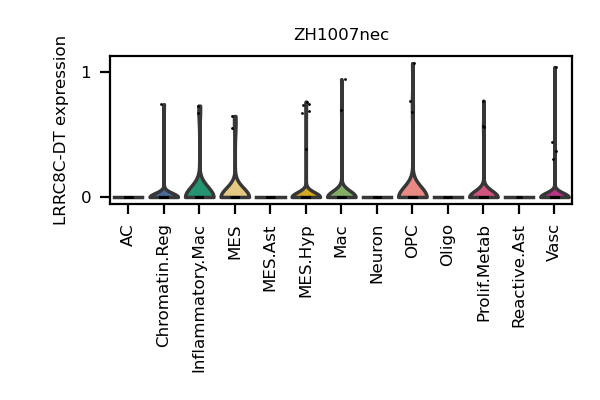 ZH1007nec
LRRC8C-DT expression
1
0
AC
Chromatin.Reg
Inflammatory.Mac
MES
MES.Ast
MES.Hyp
Mac
Neuron
OPC
Oligo
Prolif.Metab
Reactive.Ast
Vasc